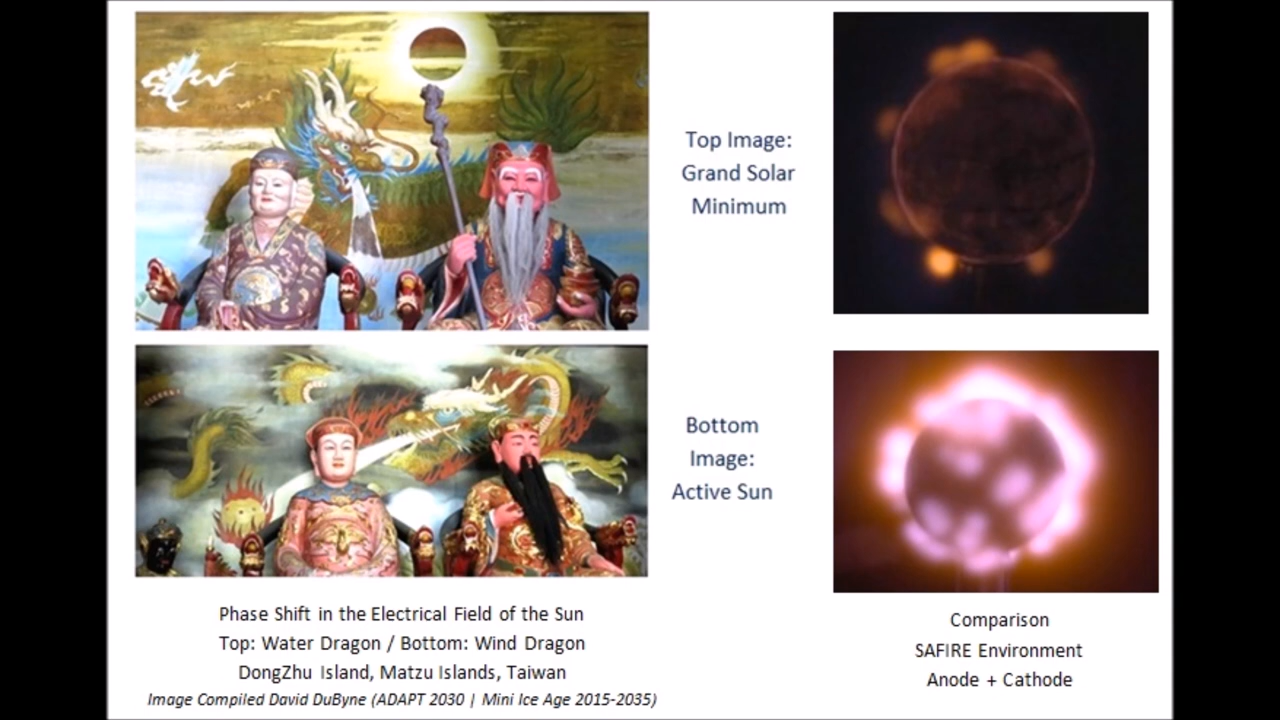 Top Image:
Grand Solar
Minimum
Bottom
Image:
Active Sun
Phase Shift in the Electrical Field of the Sun
Top: Water Dragon / Bottom: Wind Dragon
DongZhu Island, Matzu Islands, Taiwan
Image Compiled David DuByne (ADAPT 2030 | Mini Ice Age 2015-2035)
Comparison
SAFIRE Environment
Anode + Cathode